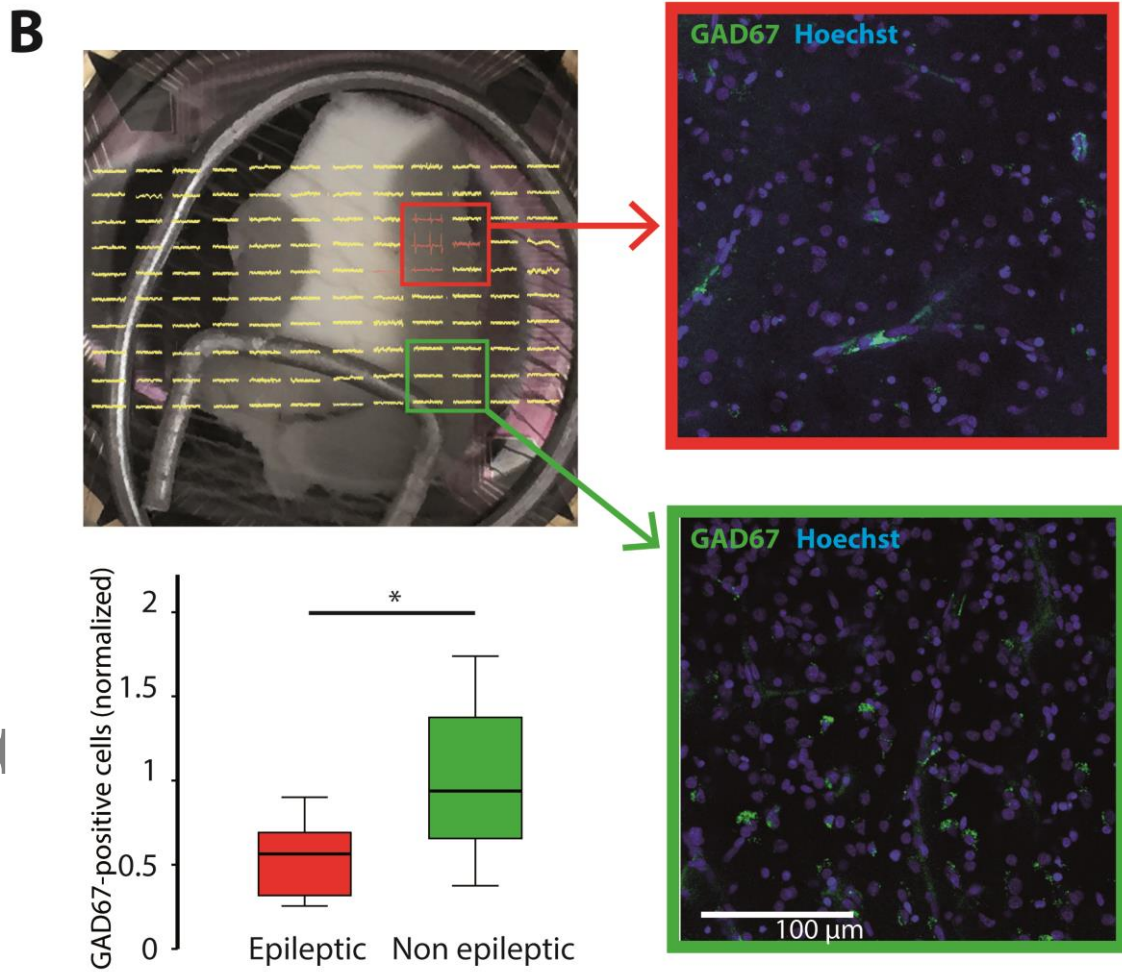 B
GAD67 Hoechst
GAD67 Hoechst
100 µm
GAD67-positive cells (normalized)
2
1.5
1
0.5
0
*
Epileptic Non epileptic